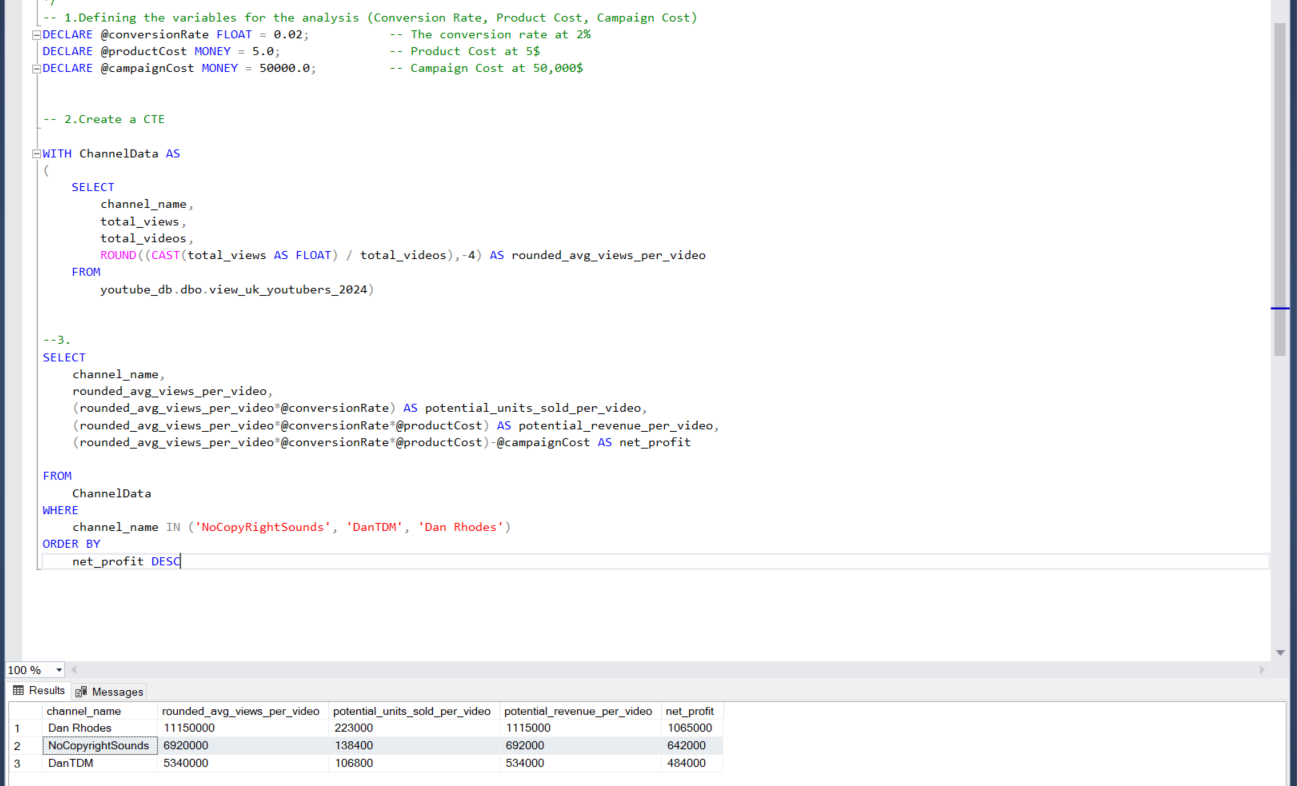 */
-- 1.Defining the variables for the analysis (Conversion Rate, Product Cost, Campaign Cost)
DECLARE @conversionRate FLOAT = 0.02; -- The conversion rate at 2%
DECLARE @productCost MONEY = 5.0; -- Product Cost at 5$
DECLARE @campaignCost MONEY = 50000.0; -- Campaign Cost at 50,000$
-- 2.Create a CTE
WITH ChannelData AS
(
SELECT
channel_name,
total_views,
total_videos,
ROUND((CAST(total_views AS FLOAT) / total_videos),-4) AS rounded_avg_views_per_video
FROM
youtube_db.dbo.view_uk_youtubers_2024)
--3.
SELECT
channel_name,
rounded_avg_views_per_video,
(rounded_avg_views_per_video*@conversionRate) AS potential_units_sold_per_video,
(rounded_avg_views_per_video*@conversionRate*@productCost) AS potential_revenue_per_video,
(rounded_avg_views_per_video*@conversionRate*@productCost)-@campaignCost AS net_profit
FROM
ChannelData
WHERE
channel_name IN ('NoCopyRightSounds', 'DanTDM', 'Dan Rhodes')
ORDER BY
net_profit DESC
100 %
Results Messages
channel_name rounded_avg_views_per_video potential_units_sold_per_video potential_revenue_per_video net_profit
1 Dan Rhodes 11150000 223000 1115000 1065000
2 NoCopyrightSounds 6920000 138400 692000 642000
3 DanTDM 5340000 106800 534000 484000